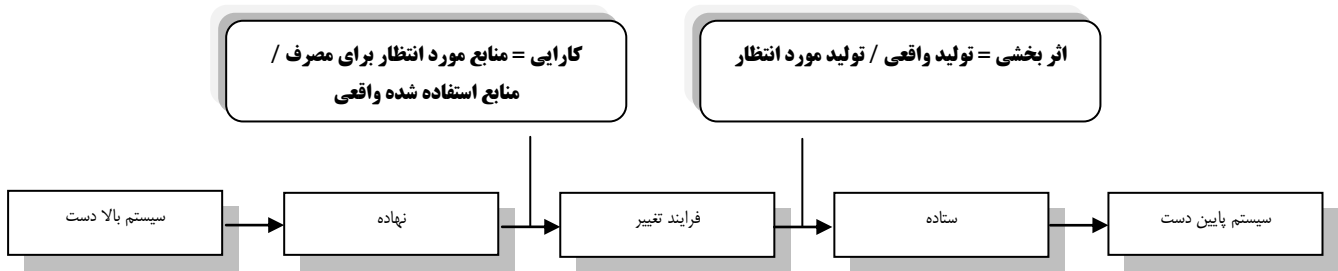 کارایی = منابع مورد انتظار برای مصرف /
منابع استفاده شده واقعی
اثر بخشی = تولید واقعی / تولید مورد انتظار
سیستم بالا دست
نهاده
فرایند تغییر
ستاده
سیستم پایین دست